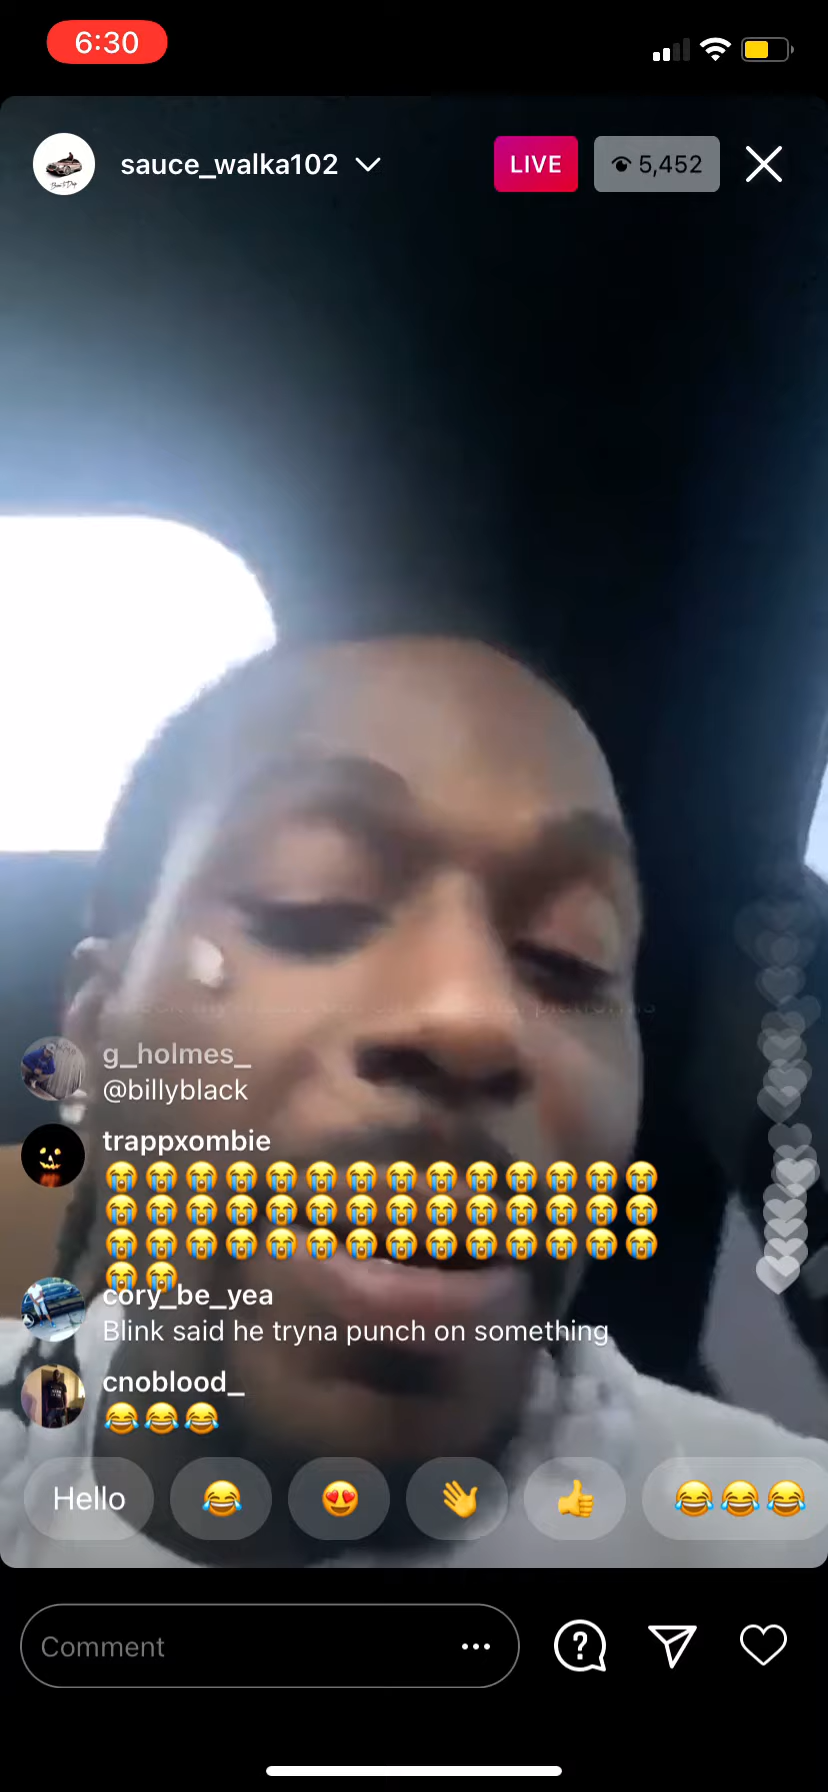 6:30
sauce_walka102
LIVE
5,452
g_holmes_
@billyblack
trappxombie
😭😭😭😭😭😭😭😭😭😭😭😭😭😭
😭😭😭😭😭😭😭😭😭😭😭😭😭😭
😭😭😭😭😭😭😭😭😭😭😭😭😭😭
😭😭
cory_be_yea
Blink said he tryna punch on something
cnoblood_
😂😂😂
Hello 😂 😍 👋 👍 😂😂😂
Comment